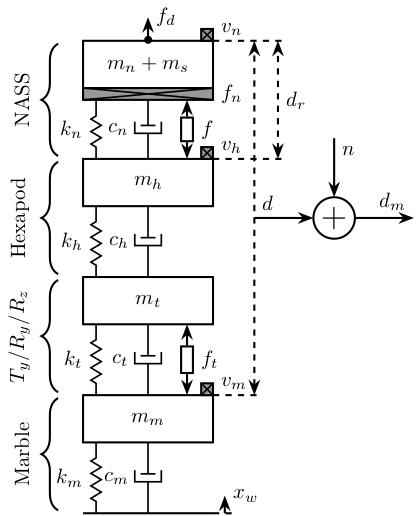 f_d
v_n
m_n + m_s
f_n
NASS
k_n
c_n
f
d_r
v_h
m_h
n
Hexapod
k_h
c_h
d
+
d_m
m_t
T_y/R_y/R_z
k_t
c_t
f_t
v_m
m_m
Marble
k_m
c_m
x_w